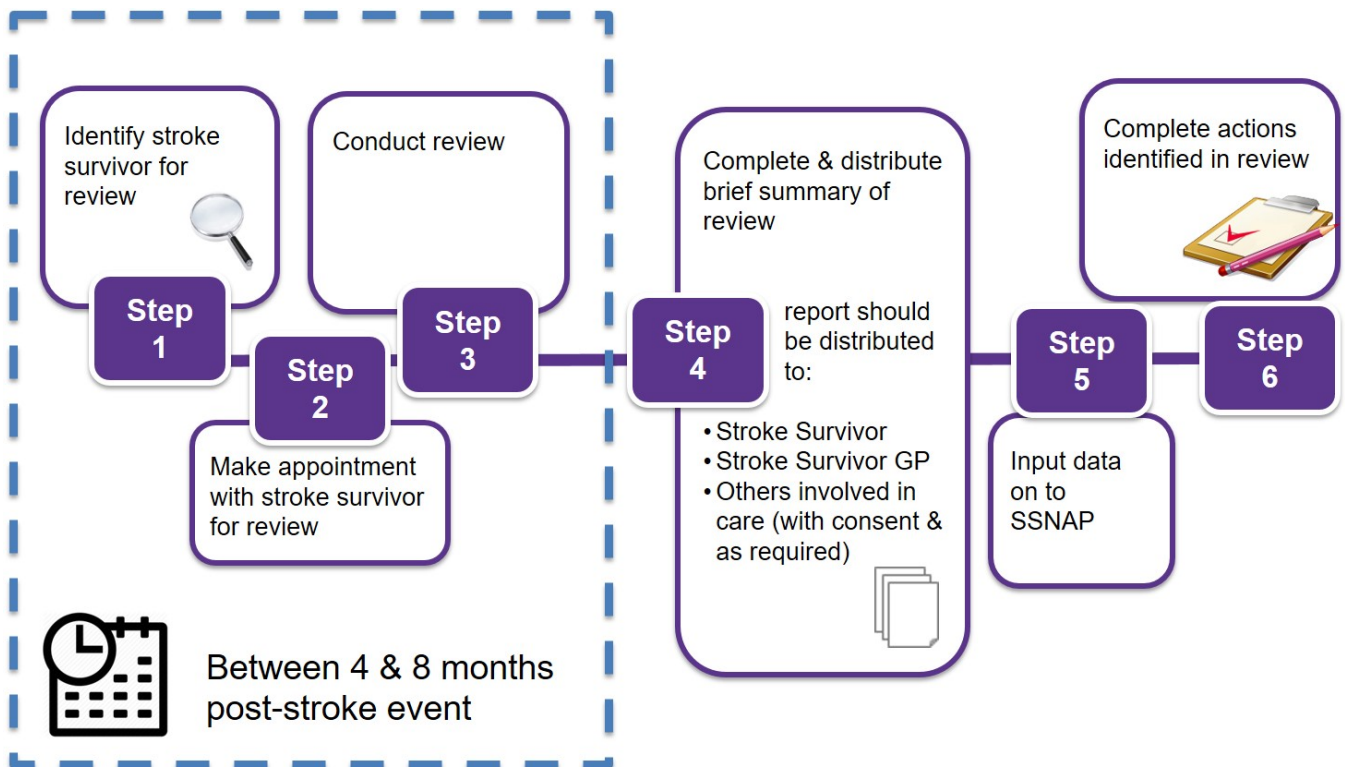 Identify stroke
survivor for
review
Step
1
Step
2
Make appointment
with stroke survivor
for review
Conduct review
Step
3
Between 4 & 8 months
post-stroke event
Complete & distribute
brief summary of
review
Step
4
report should
be distributed
to:
• Stroke Survivor
• Stroke Survivor GP
• Others involved in
care (with consent &
as required)
Step
5
Input data
on to
SSNAP
Complete actions
identified in review
Step
6